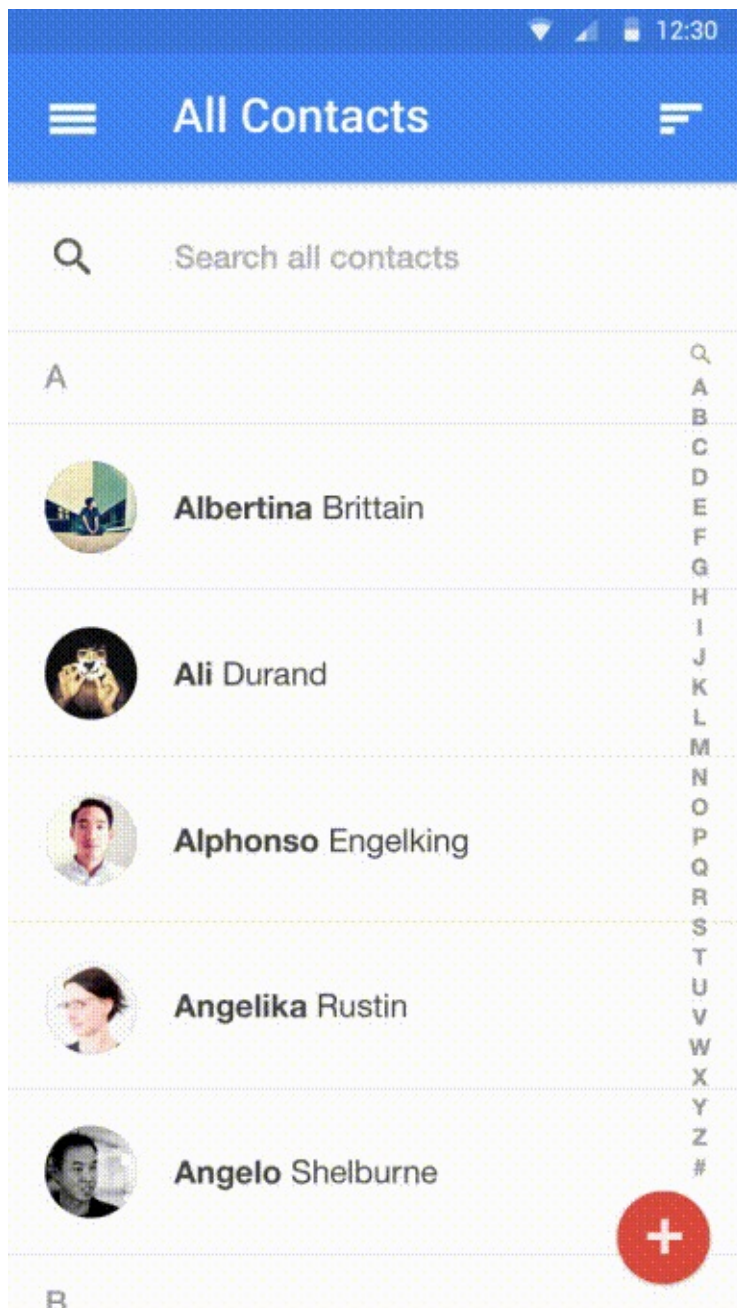 12:30
All Contacts
Search all contacts
A
Albertina Brittain
Ali Durand
Alphonso Engelking
Angelika Rustin
Angelo Shelburne
B
A
B
C
D
E
F
G
H
I
J
K
L
M
N
O
P
Q
R
S
T
U
V
W
X
Y
Z
#